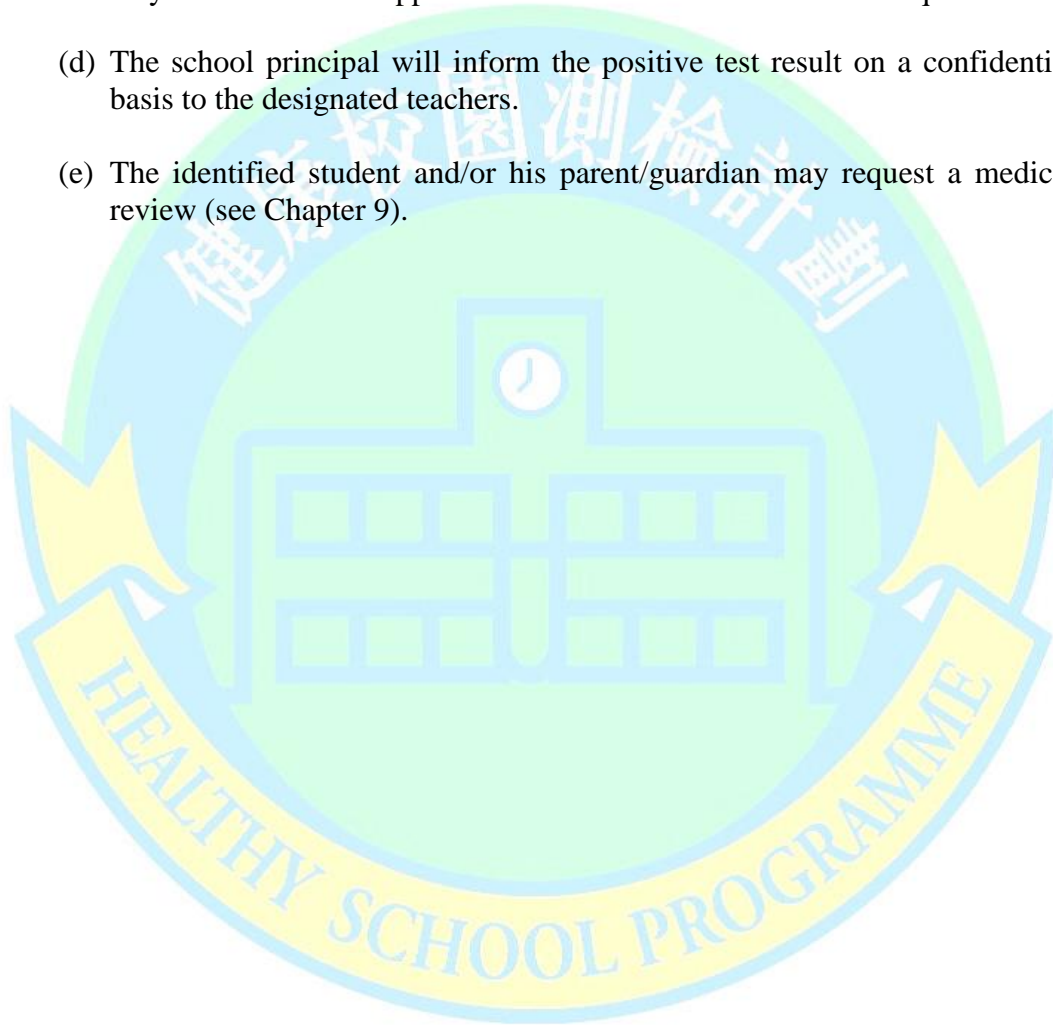 (d) The school principal will inform the positive test result on a confidenti
basis to the designated teachers.
(e) The identified student and/or his parent/guardian may request a medic
review (see Chapter 9).
健康校園測檢計劃
HEALTHY SCHOOL PROGRAMME